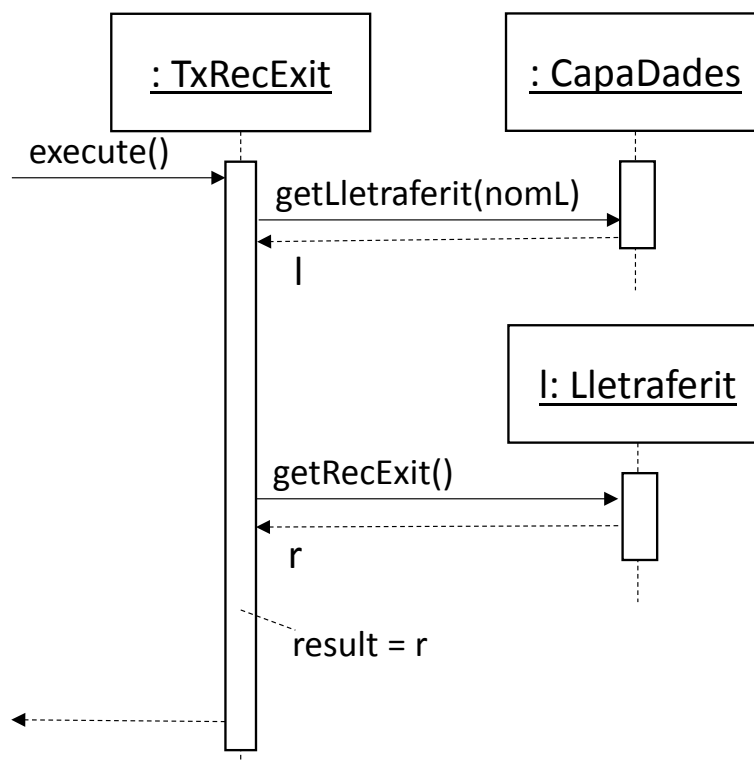 : TxRecExit
: CapaDades
execute()
getLletraferit(nomL)
l
l: Lletraferit
getRecExit()
r
result = r